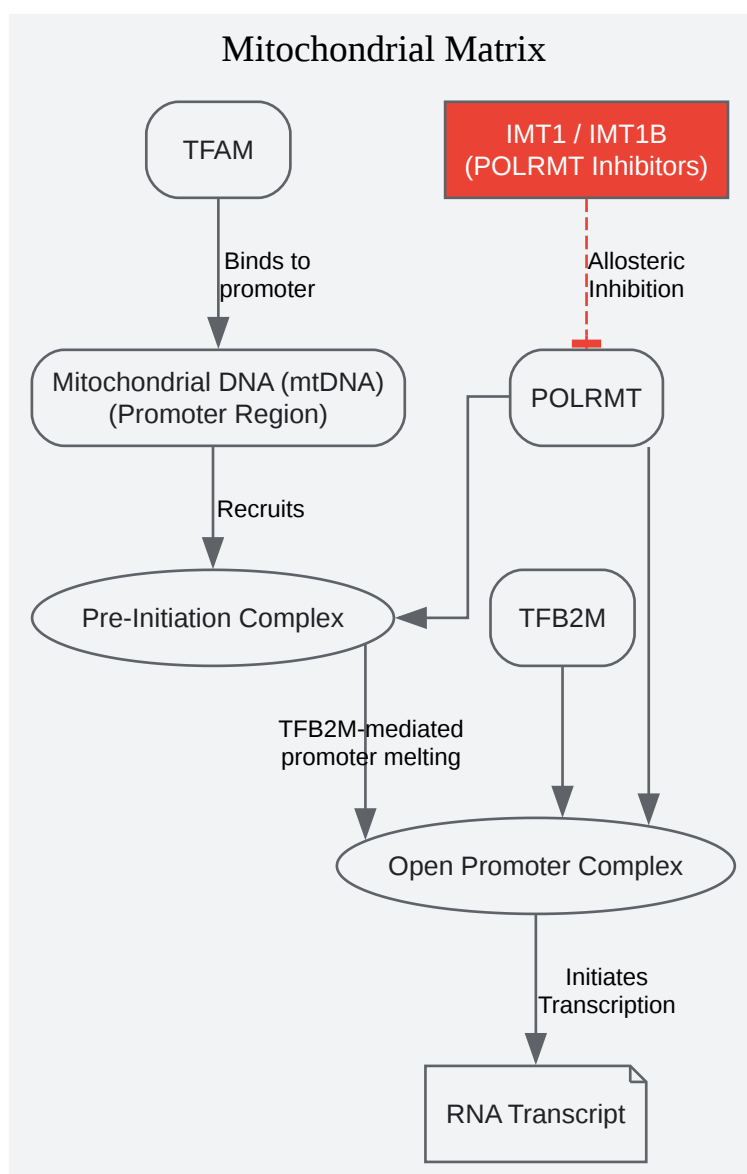 Mitochondrial Matrix
TFAM
IMT1 / IMT1B
(POLRMT Inhibitors)
Binds to
promoter
Allosteric
Inhibition
Mitochondrial DNA (mtDNA)
(Promoter Region)
POLRMT
Recruits
Pre-Initiation Complex
TFB2M
TFB2M-mediated
promoter melting
Open Promoter Complex
Initiates
Transcription
RNA Transcript